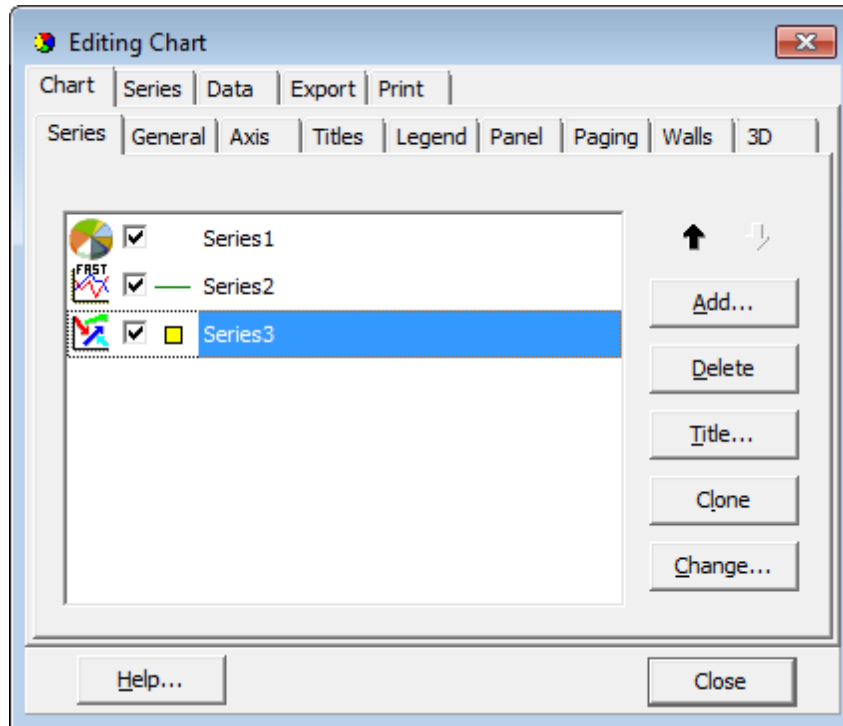 Editing Chart
Chart Series Data Export Print
Series General Axis Titles Legend Panel Paging Walls 3D
Series1
FAST Series2
Series3
Add...
Delete
Title...
Clone
Change...
Help... Close